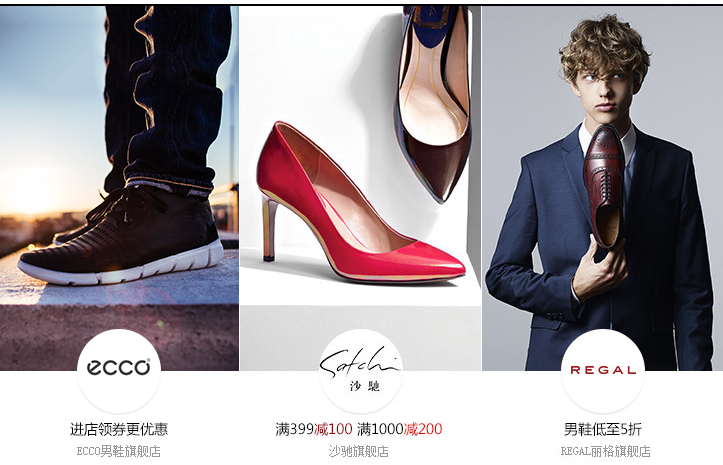 ecco
进店领券更优惠
ECCO男鞋旗舰店
Satchi
沙馳
满399减100 满1000减200
沙驰旗舰店
REGAL
男鞋低至5折
REGAL丽格旗舰店